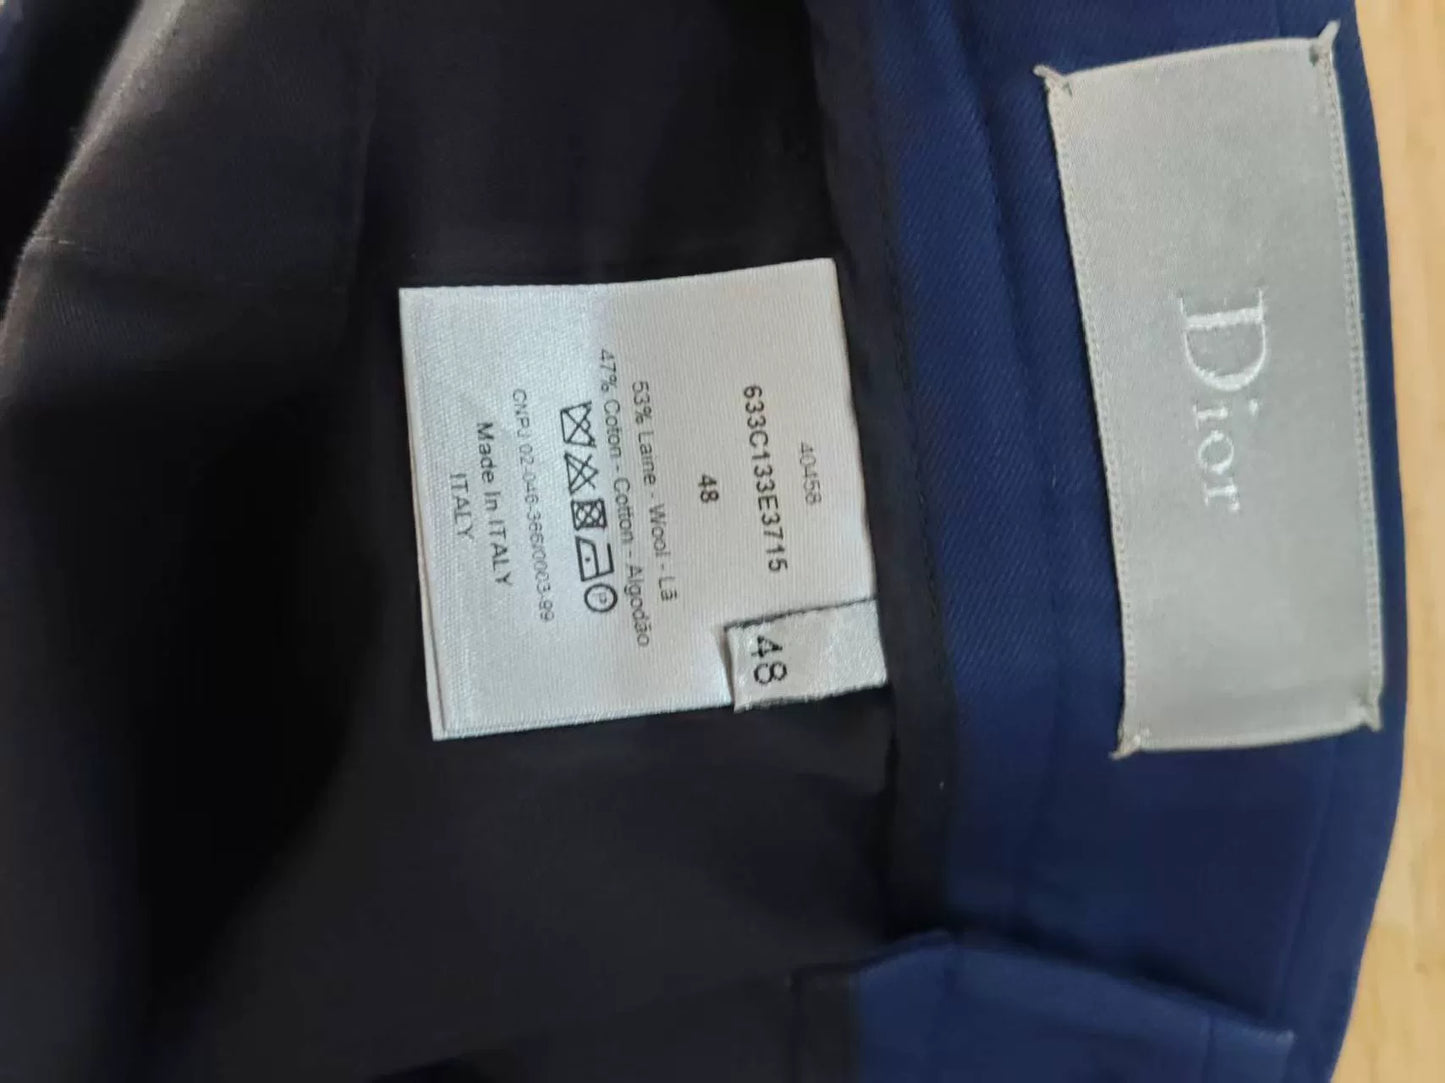 Dior
40458
633C133E3715
48
48
53% Laine - Wool - Lã
47% Coton - Cotton - Algodão
P
CNPJ 02-046-366/0003-99
Made In ITALY
ITALY